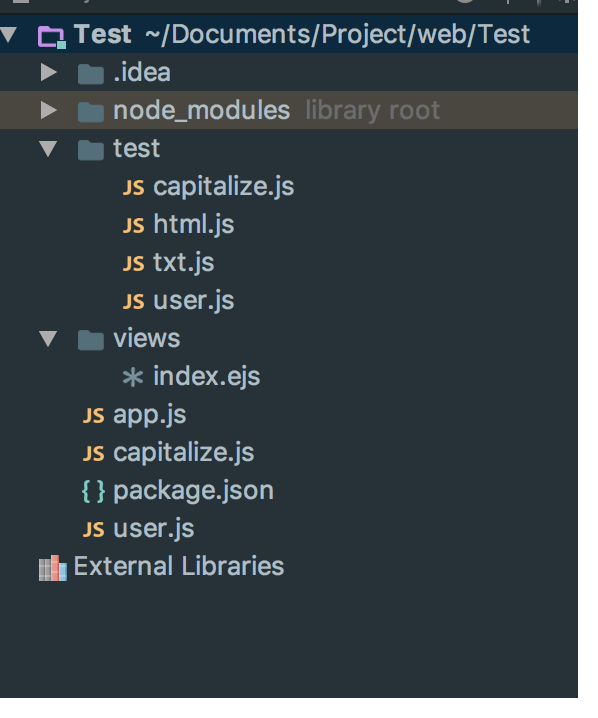 Test ~/Documents/Project/web/Test
.idea
node_modules library root
test
JS capitalize.js
JS html.js
JS txt.js
JS user.js
views
index.ejs
JS app.js
JS capitalize.js
{} package.json
JS user.js
External Libraries